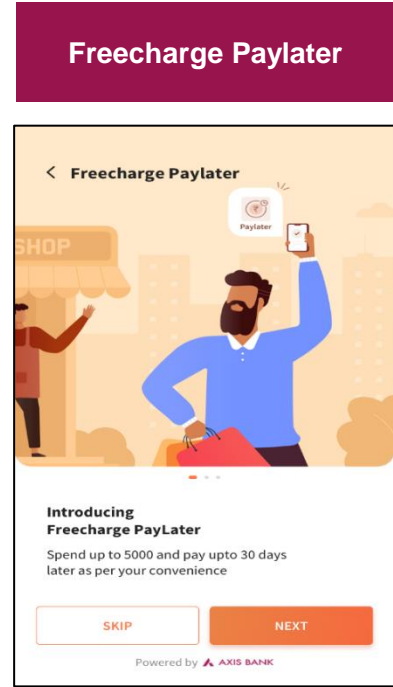 Freecharge Paylater
< Freecharge Paylater
Paylater
SHOP
Introducing
Freecharge PayLater
Spend up to 5000 and pay upto 30 days
later as per your convenience
SKIP
NEXT
Powered by AXIS BANK